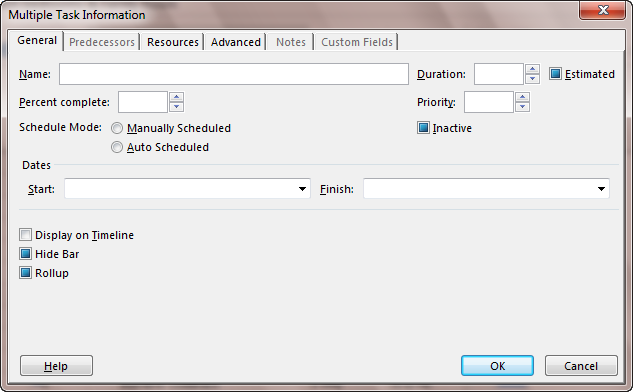 Multiple Task Information
General Predecessors Resources Advanced Notes Custom Fields
Name: Duration: Estimated
Percent complete: Priority:
Schedule Mode: Manually Scheduled Inactive
Auto Scheduled
Dates
Start: Finish:
Display on Timeline
Hide Bar
Rollup
Help OK Cancel